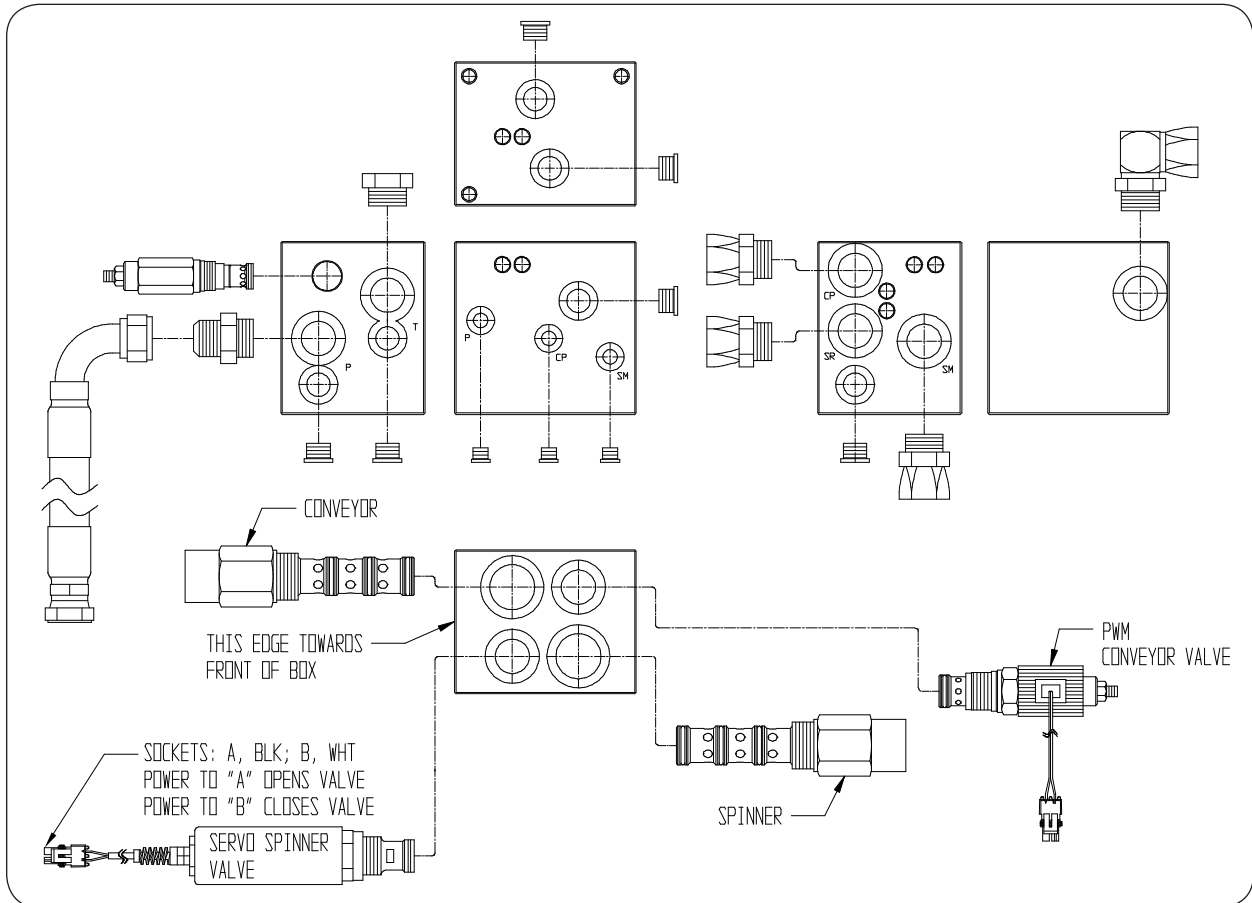 T
P
P
CP
SM
CP
SR
SM
CONVEYOR
THIS EDGE TOWARDS
FRONT OF BOX
PWM
CONVEYOR VALVE
SOCKETS: A, BLK; B, WHT
POWER TO "A" OPENS VALVE
POWER TO "B" CLOSES VALVE
SPINNER
SERVO SPINNER
VALVE